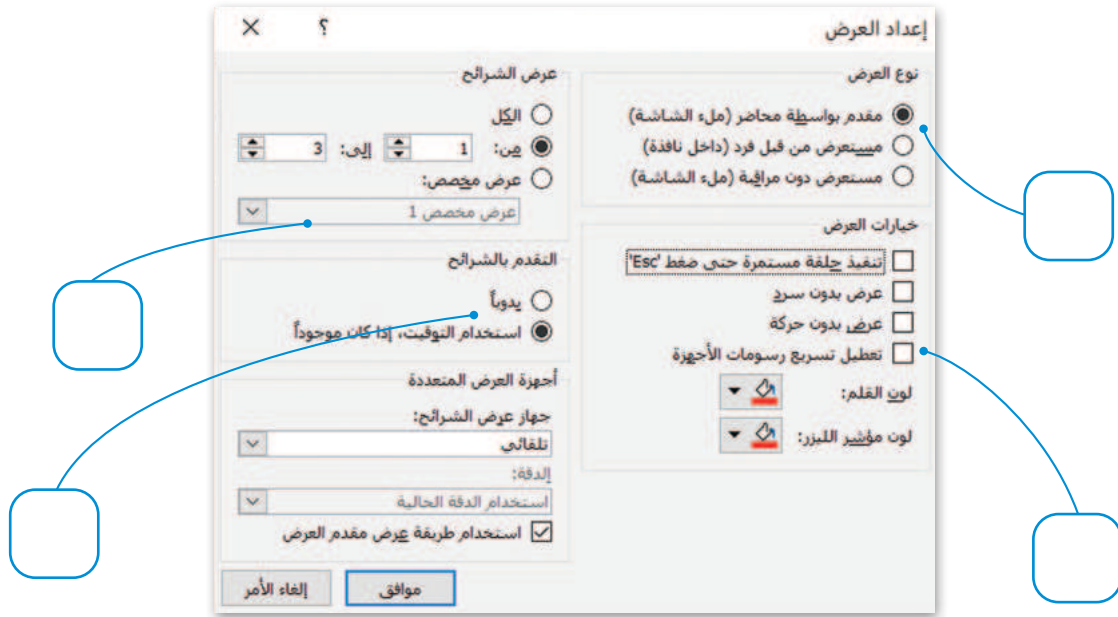 إعداد العرض
؟
نوع العرض
مقدم بواسطة محاضر (ملء الشاشة)
مستعرض من قبل فرد (داخل نافذة)
مستعرض دون مراقبة (ملء الشاشة)
خيارات العرض
تنفيذ حلقة مستمرة حتى ضغط 'Esc'
عرض بدون سرد
عرض بدون حركة
تعطيل تسريع رسومات الأجهزة
لون القلم:
لون مؤشر الليزر:
عرض الشرائح
الكل
من: 1 إلى: 3
عرض مخصص:
عرض مخصص 1
التقدم بالشرائح
يدوياً
استخدام التوقيت، إذا كان موجوداً
أجهزة العرض المتعددة
جهاز عرض الشرائح:
تلقائي
الدقة:
استخدام الدقة الحالية
استخدام طريقة عرض مقدم العرض
موافق
إلغاء الأمر